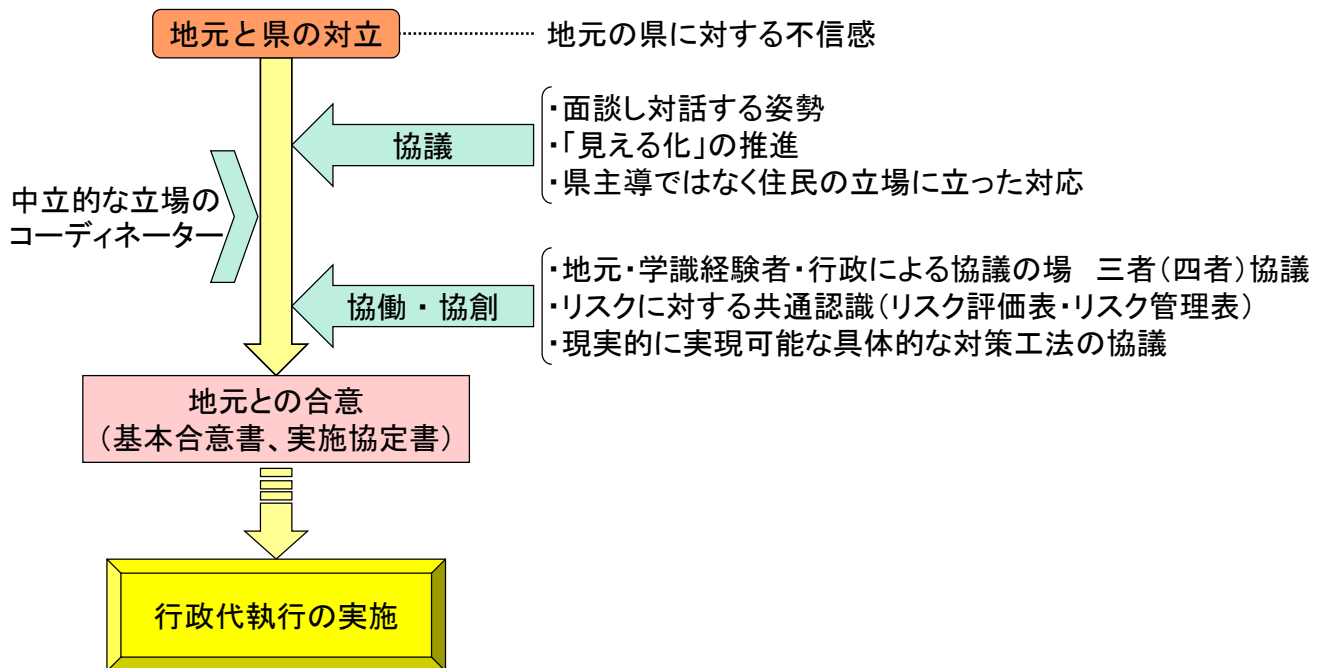 地元と県の対立
地元の県に対する不信感
・面談し対話する姿勢
協議
・「見える化」の推進
・県主導ではなく住民の立場に立った対応
中立的な立場の
コーディネーター
・地元・学識経験者・行政による協議の場　三者(四者)協議
協働・協創
・リスクに対する共通認識(リスク評価表・リスク管理表)
・現実的に実現可能な具体的な対策工法の協議
地元との合意
(基本合意書、実施協定書)
行政代執行の実施